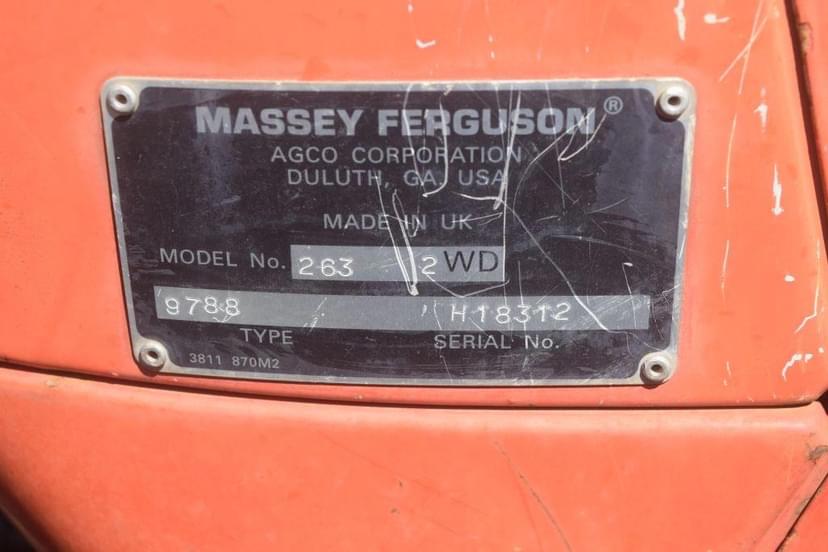 MASSEY FERGUSON®
AGCO CORPORATION
DULUTH, GA, USA
MADE IN UK
MODEL No. 263 2WD
9788 H18312
TYPE SERIAL No.
3811 870M2